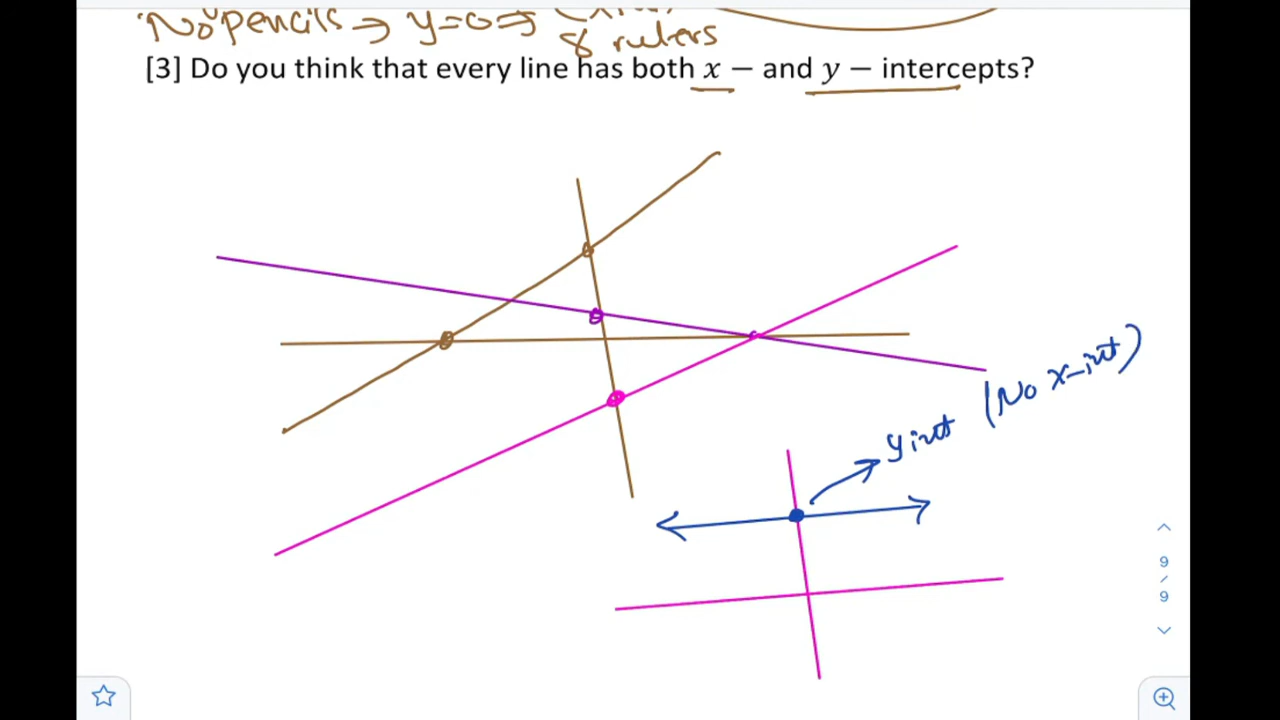 No pencils → y=0 ⇒
8 rulers
[3] Do you think that every line has both x − and y − intercepts?
y int (No x-int)
9
/
9